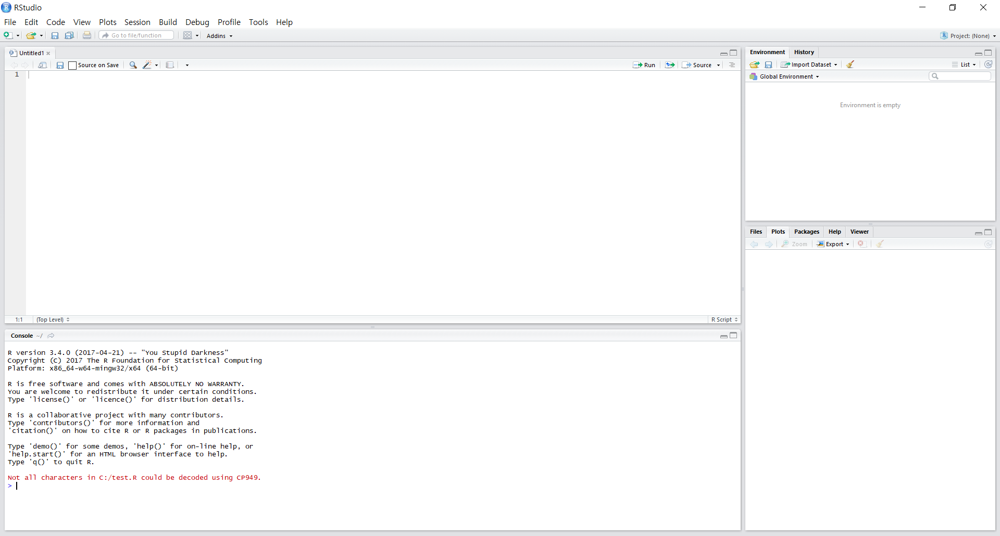 RStudio
File Edit Code View Plots Session Build Debug Profile Tools Help
Go to file/function Addins Project: (None)
Untitled1
Source on Save Run Source
1
1:1 (Top Level) R Script
Console ~/
R version 3.4.0 (2017-04-21) -- "You Stupid Darkness"
Copyright (C) 2017 The R Foundation for Statistical Computing
Platform: x86_64-w64-mingw32/x64 (64-bit)
R is free software and comes with ABSOLUTELY NO WARRANTY.
You are welcome to redistribute it under certain conditions.
Type 'license()' or 'licence()' for distribution details.
R is a collaborative project with many contributors.
Type 'contributors()' for more information and
'citation()' on how to cite R or R packages in publications.
Type 'demo()' for some demos, 'help()' for on-line help, or
'help.start()' for an HTML browser interface to help.
Type 'q()' to quit R.
Not all characters in C:/test.R could be decoded using CP949.
>
Environment History
Import Dataset List
Global Environment
Environment is empty
Files Plots Packages Help Viewer
Zoom Export